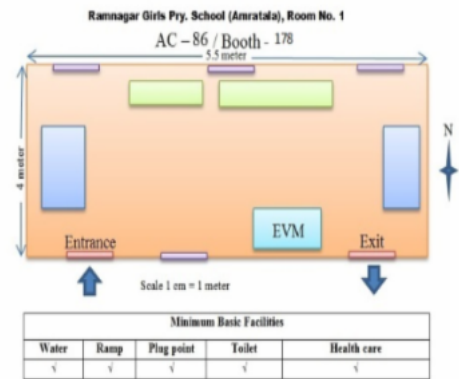 Ramnagar Girls Pry. School (Amratala), Room No. 1
AC – 86 / Booth - 178
5.5 meter
4 meter
N
EVM
Entrance
Exit
Scale 1 cm = 1 meter
Minimum Basic Facilities
Water Ramp Plug point Toilet Health care
√ √ √ √ √